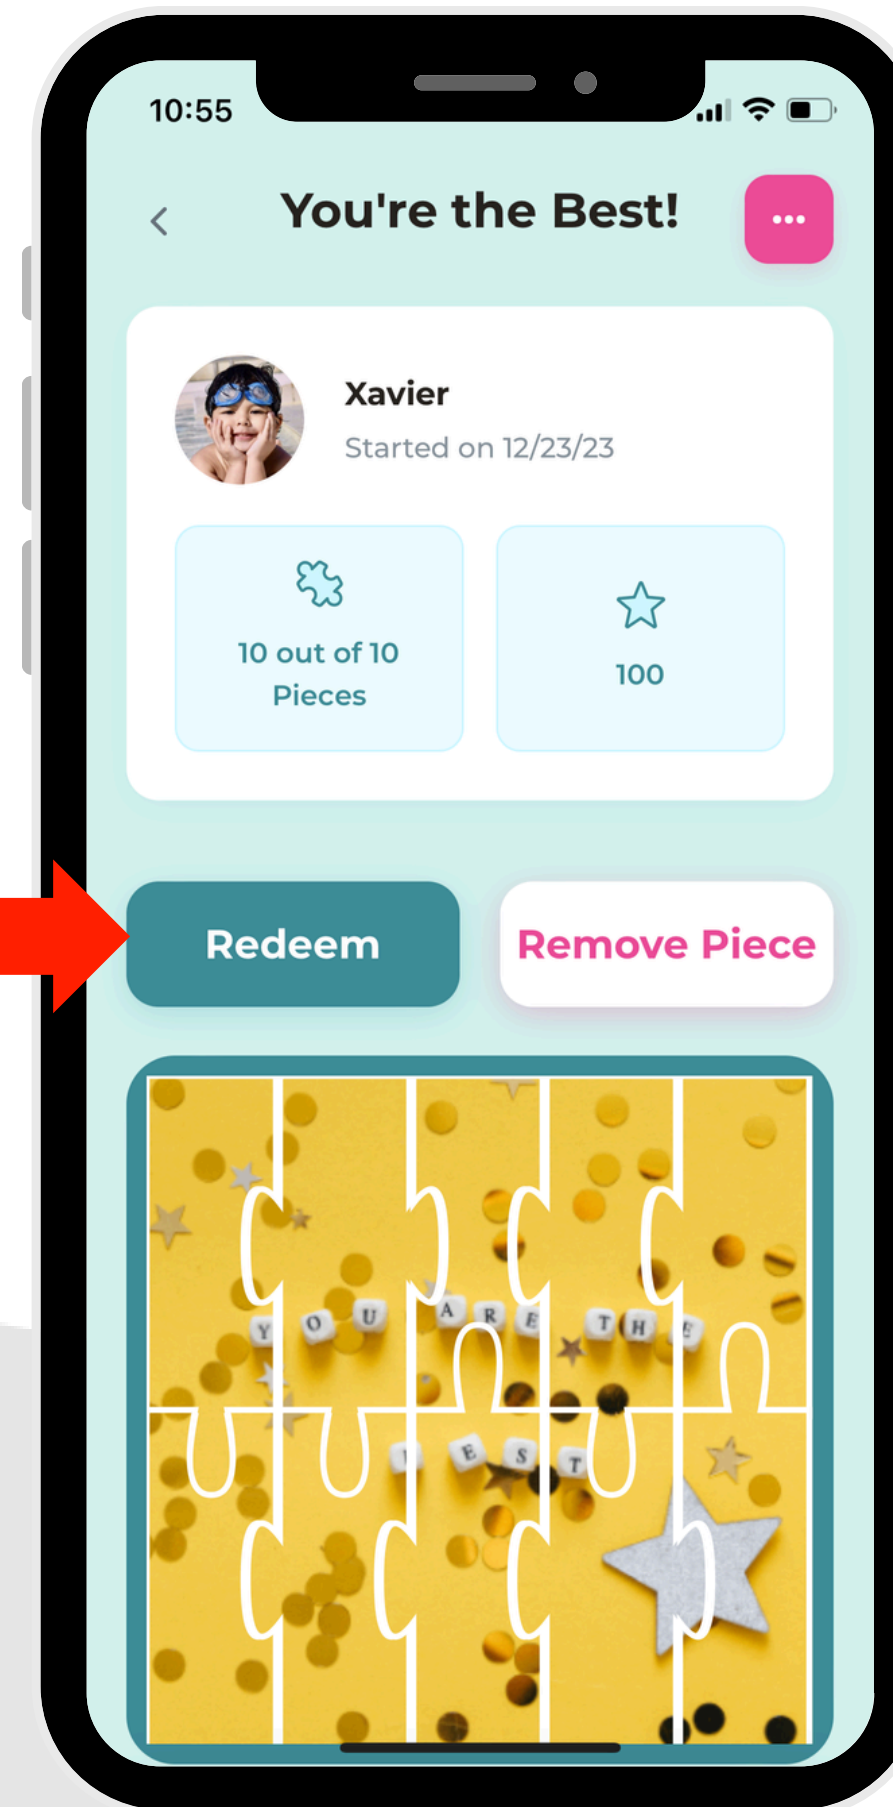 10:55
You're the Best!
Xavier
Started on 12/23/23
10 out of 10
Pieces
100
Redeem
Remove Piece
YOU ARE THE
EST